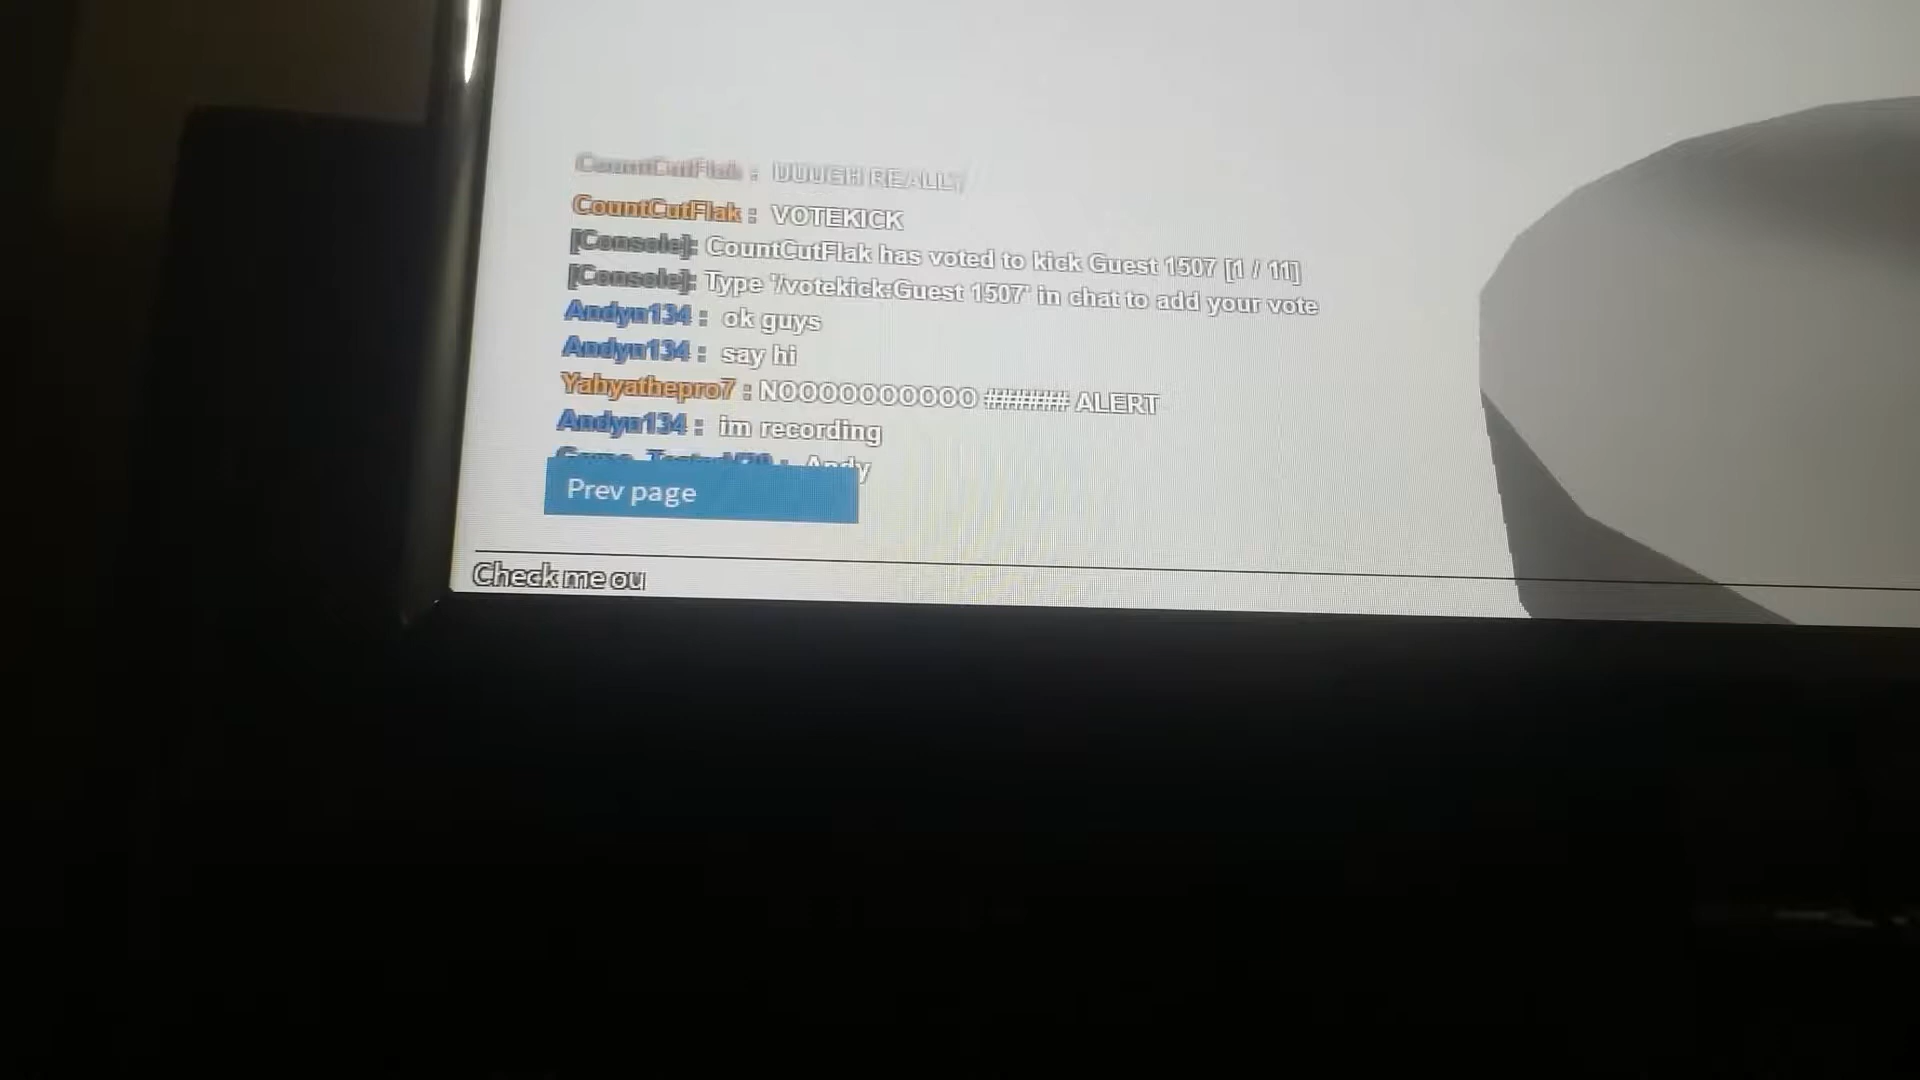 CountCutFlak : UUUGH REALLY
CountCutFlak : VOTEKICK
[Console]: CountCutFlak has voted to kick Guest 1507 [1 / 11]
[Console]: Type '/votekick:Guest 1507' in chat to add your vote
Andyn134 : ok guys
Andyn134 : say hi
Yahyathepro7 : NOOOOOOOOOO ###### ALERT
Andyn134 : im recording
Andy
Prev page
Check me ou